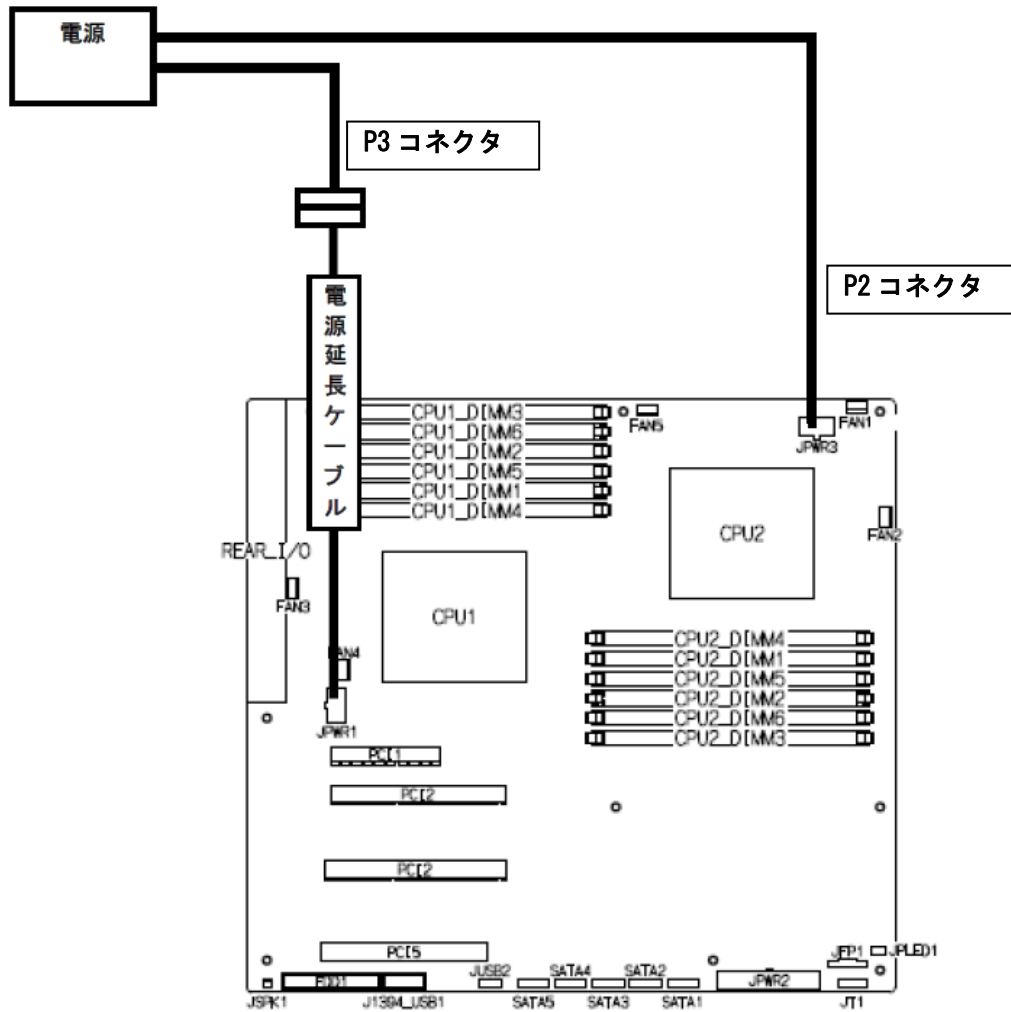 電源
P3 コネクタ
P2 コネクタ
電源延長ケーブル
CPU1_DIMM3
CPU1_DIMM6
CPU1_DIMM2
CPU1_DIMM5
CPU1_DIMM1
CPU1_DIMM4
FAN5
FAN1
JPWR3
CPU2
FAN2
REAR_I/O
FAN3
CPU1
FAN4
JPWR1
CPU2_DIMM4
CPU2_DIMM1
CPU2_DIMM5
CPU2_DIMM2
CPU2_DIMM6
CPU2_DIMM3
PCI1
PCI2
PCI2
PCI5
JFP1
JPLED1
JSPK1
FDD1
J1394_USB1
JUSB2
SATA5
SATA4
SATA3
SATA2
SATA1
JPWR2
JT1